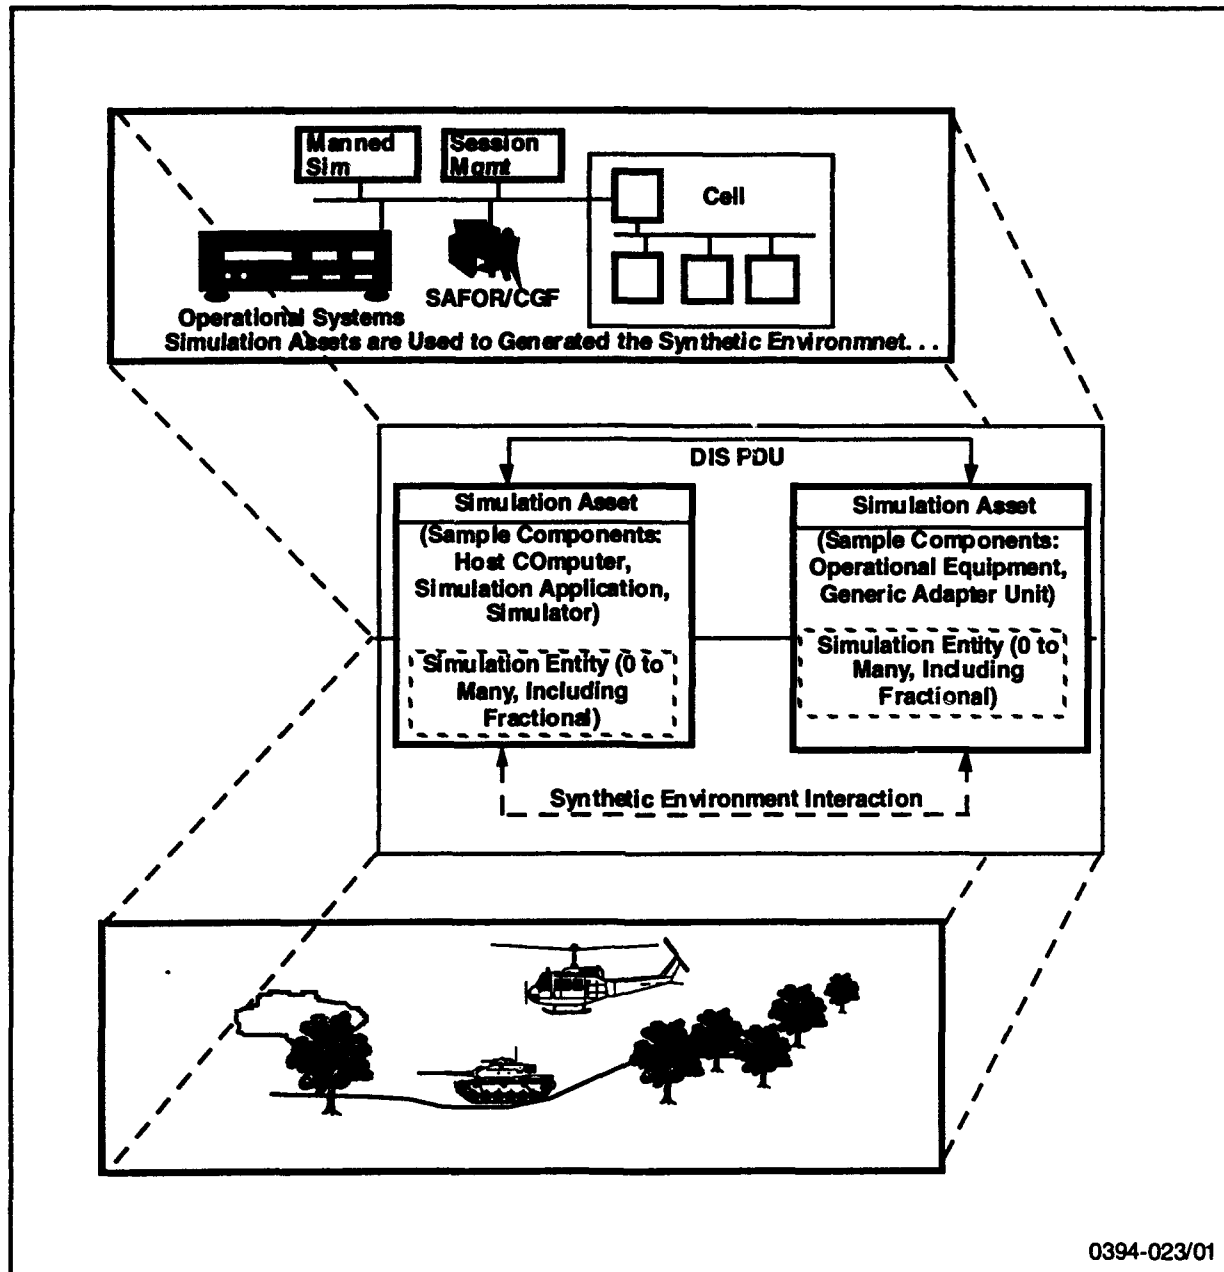 Manned
Sim
Session
Mgmt
Cell
SAFOR/CGF
Operational Systems
Simulation Assets are Used to Generated the Synthetic Environmnet. . .
DIS PDU
Simulation Asset
(Sample Components:
Host COmputer,
Simulation Application,
Simulator)
Simulation Entity (0 to
Many, Including
Fractional)
Simulation Asset
(Sample Components:
Operational Equipment,
Generic Adapter Unit)
Simulation Entity (0 to
Many, Including
Fractional)
Synthetic Environment Interaction
0394-023/01